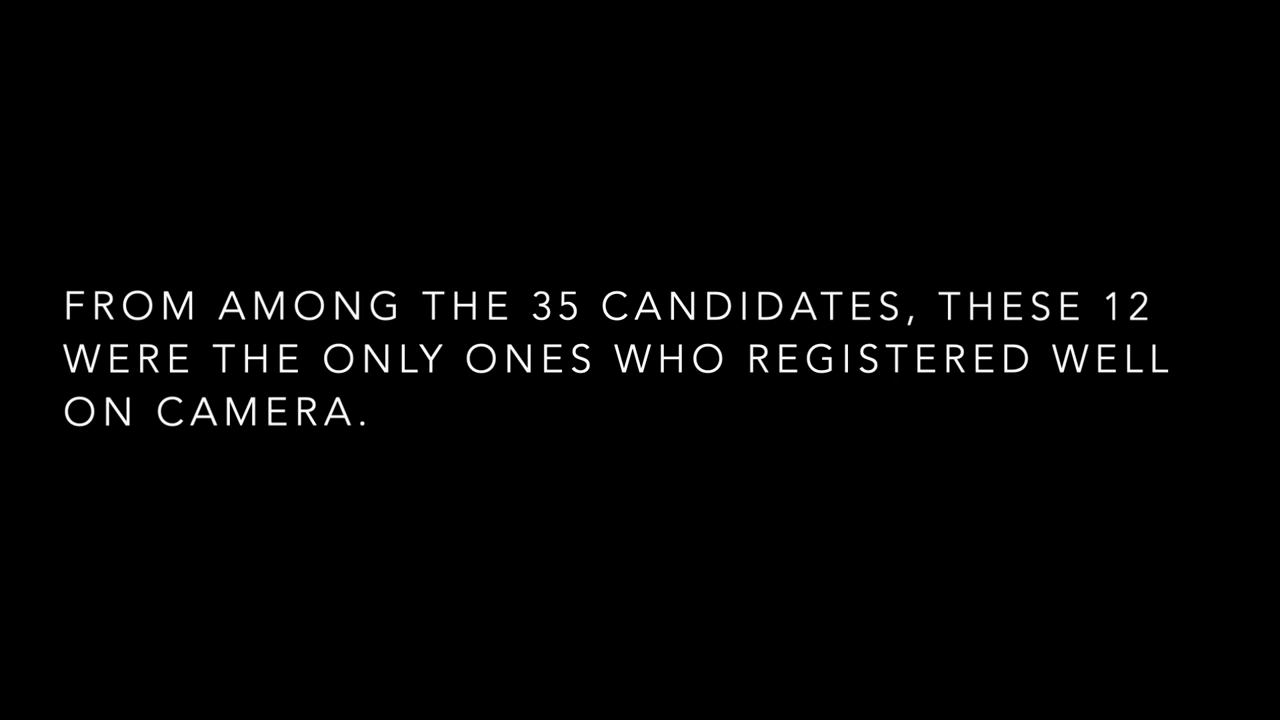 FROM AMONG THE 35 CANDIDATES, THESE 12
WERE THE ONLY ONES WHO REGISTERED WELL
ON CAMERA.